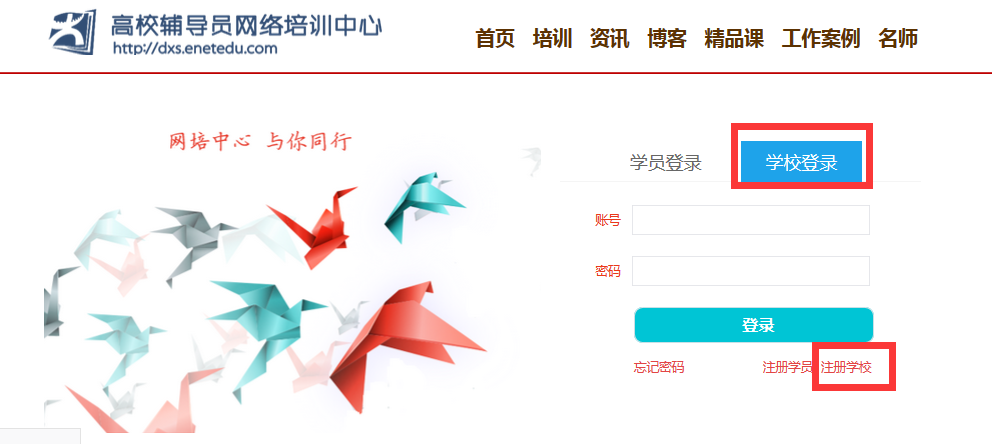 高校辅导员网络培训中心
http://dxs.enetedu.com
首页 培训 资讯 博客 精品课 工作案例 名师
网培中心 与你同行
学员登录 学校登录
账号
密码
登录
忘记密码 注册学员 注册学校